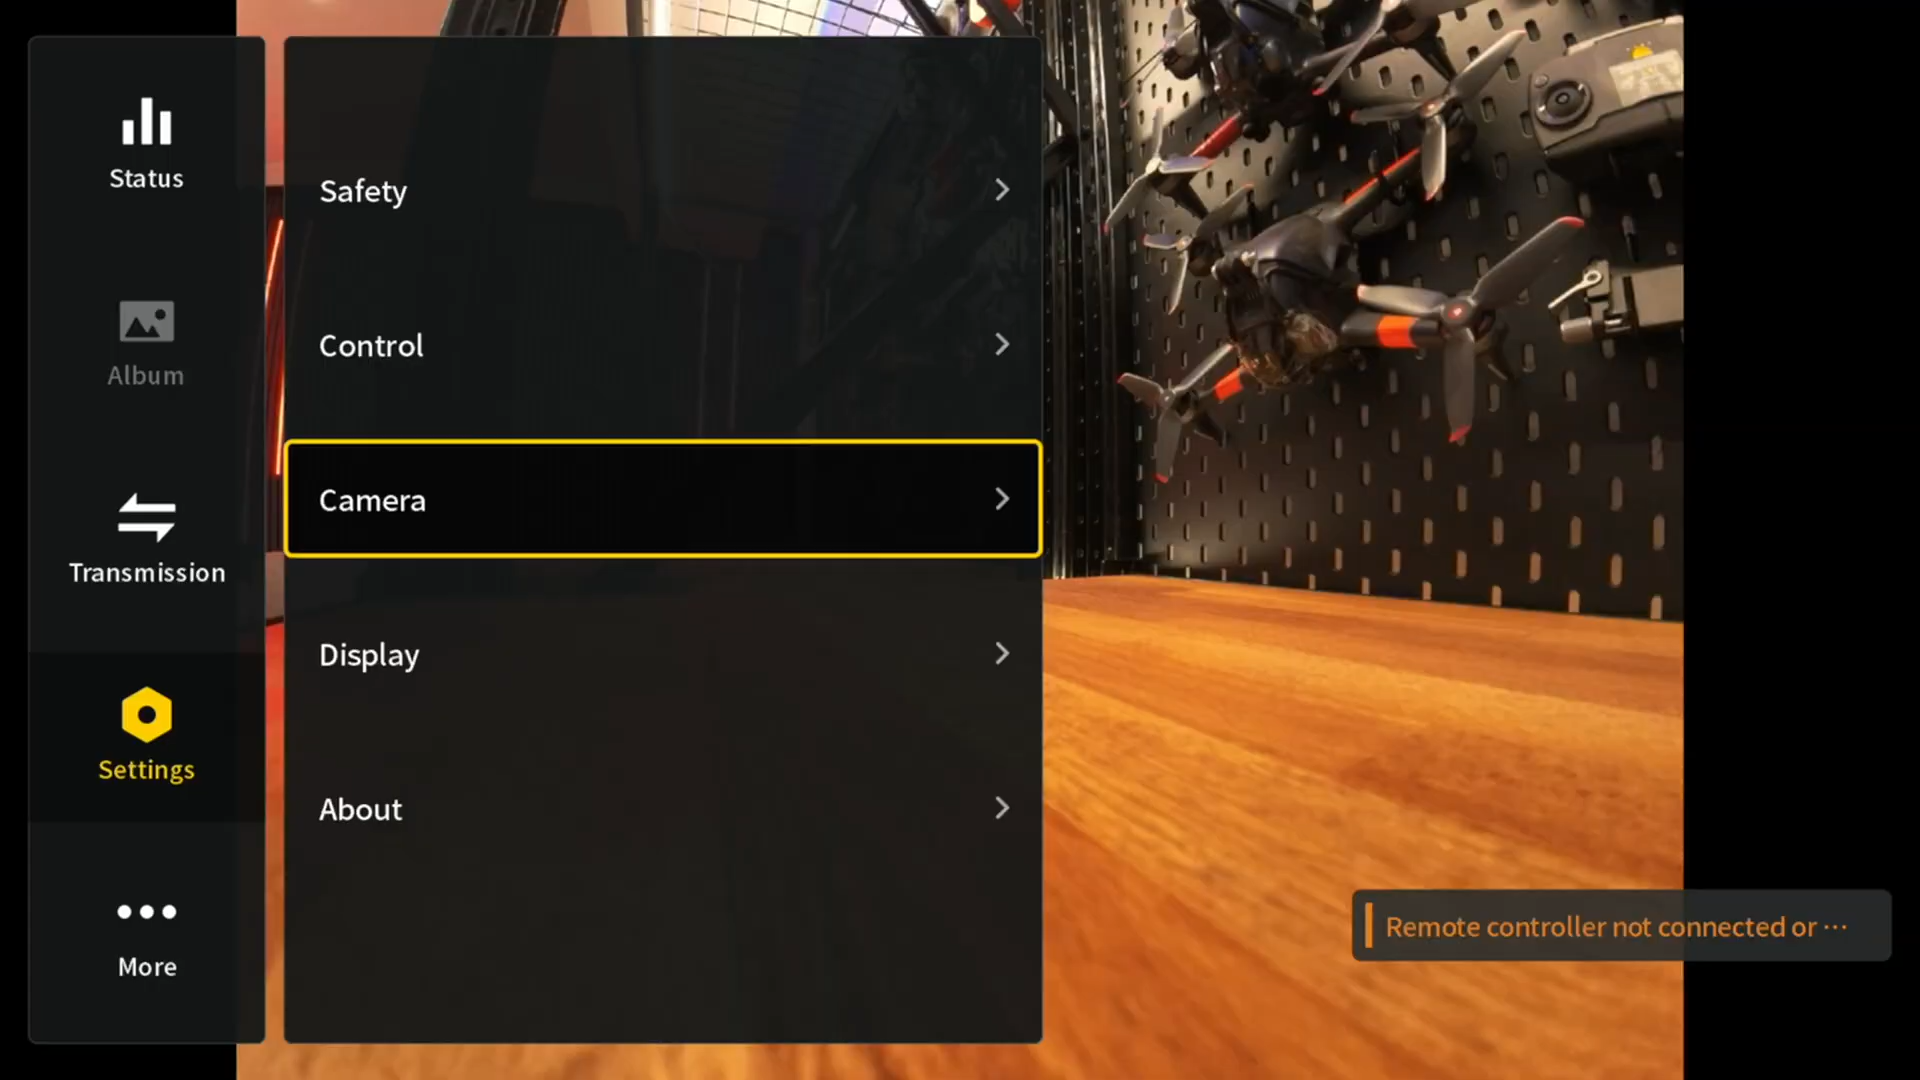 Status
Album
Transmission
Settings
More
Safety
Control
Camera
Display
About
Remote controller not connected or ···